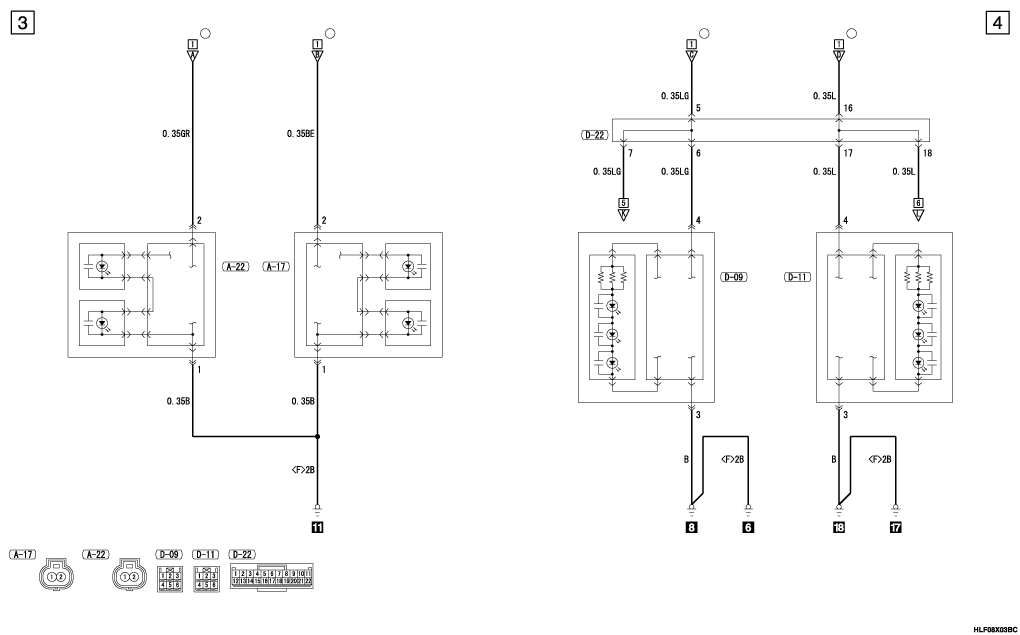 3
4
1 1 1 1
A B C D
0.35LG 0.35L
5 16
0.35GR 0.35BE
D-22
7 6 17 18
0.35LG 0.35LG 0.35L 0.35L
5 6
K L
2 2 4 4
A-22 A-17 D-09 D-11
1 1
0.35B 0.35B
3 3
B <F>2B B <F>2B
<F>2B
11 8 6 18 17
A-17 A-22 D-09 D-11 D-22
1 2 1 2
1 2 3 1 2 3 1 2 3 4 5 6 7 8 9 10 11
4 5 6 4 5 6 12 13 14 15 16 17 18 19 20 21 22
HLF08X03BC